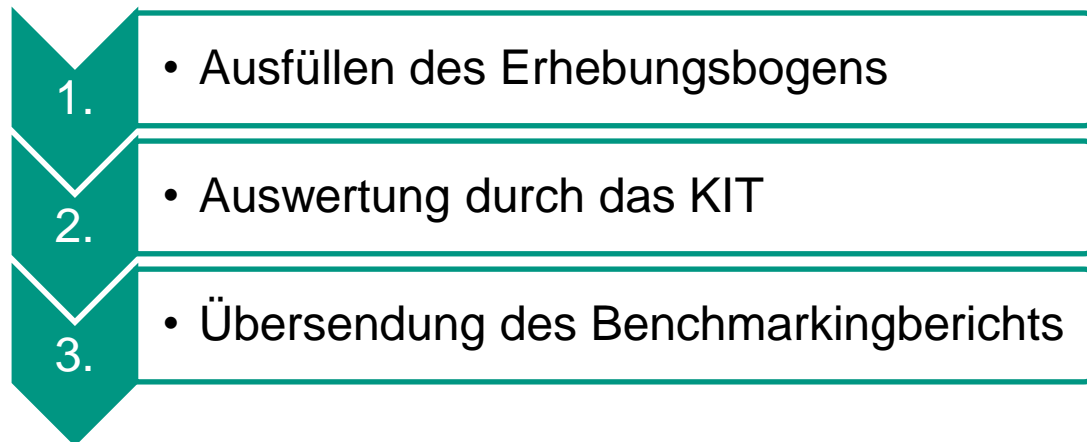 1. • Ausfüllen des Erhebungsbogens
2. • Auswertung durch das KIT
3. • Übersendung des Benchmarkingberichts